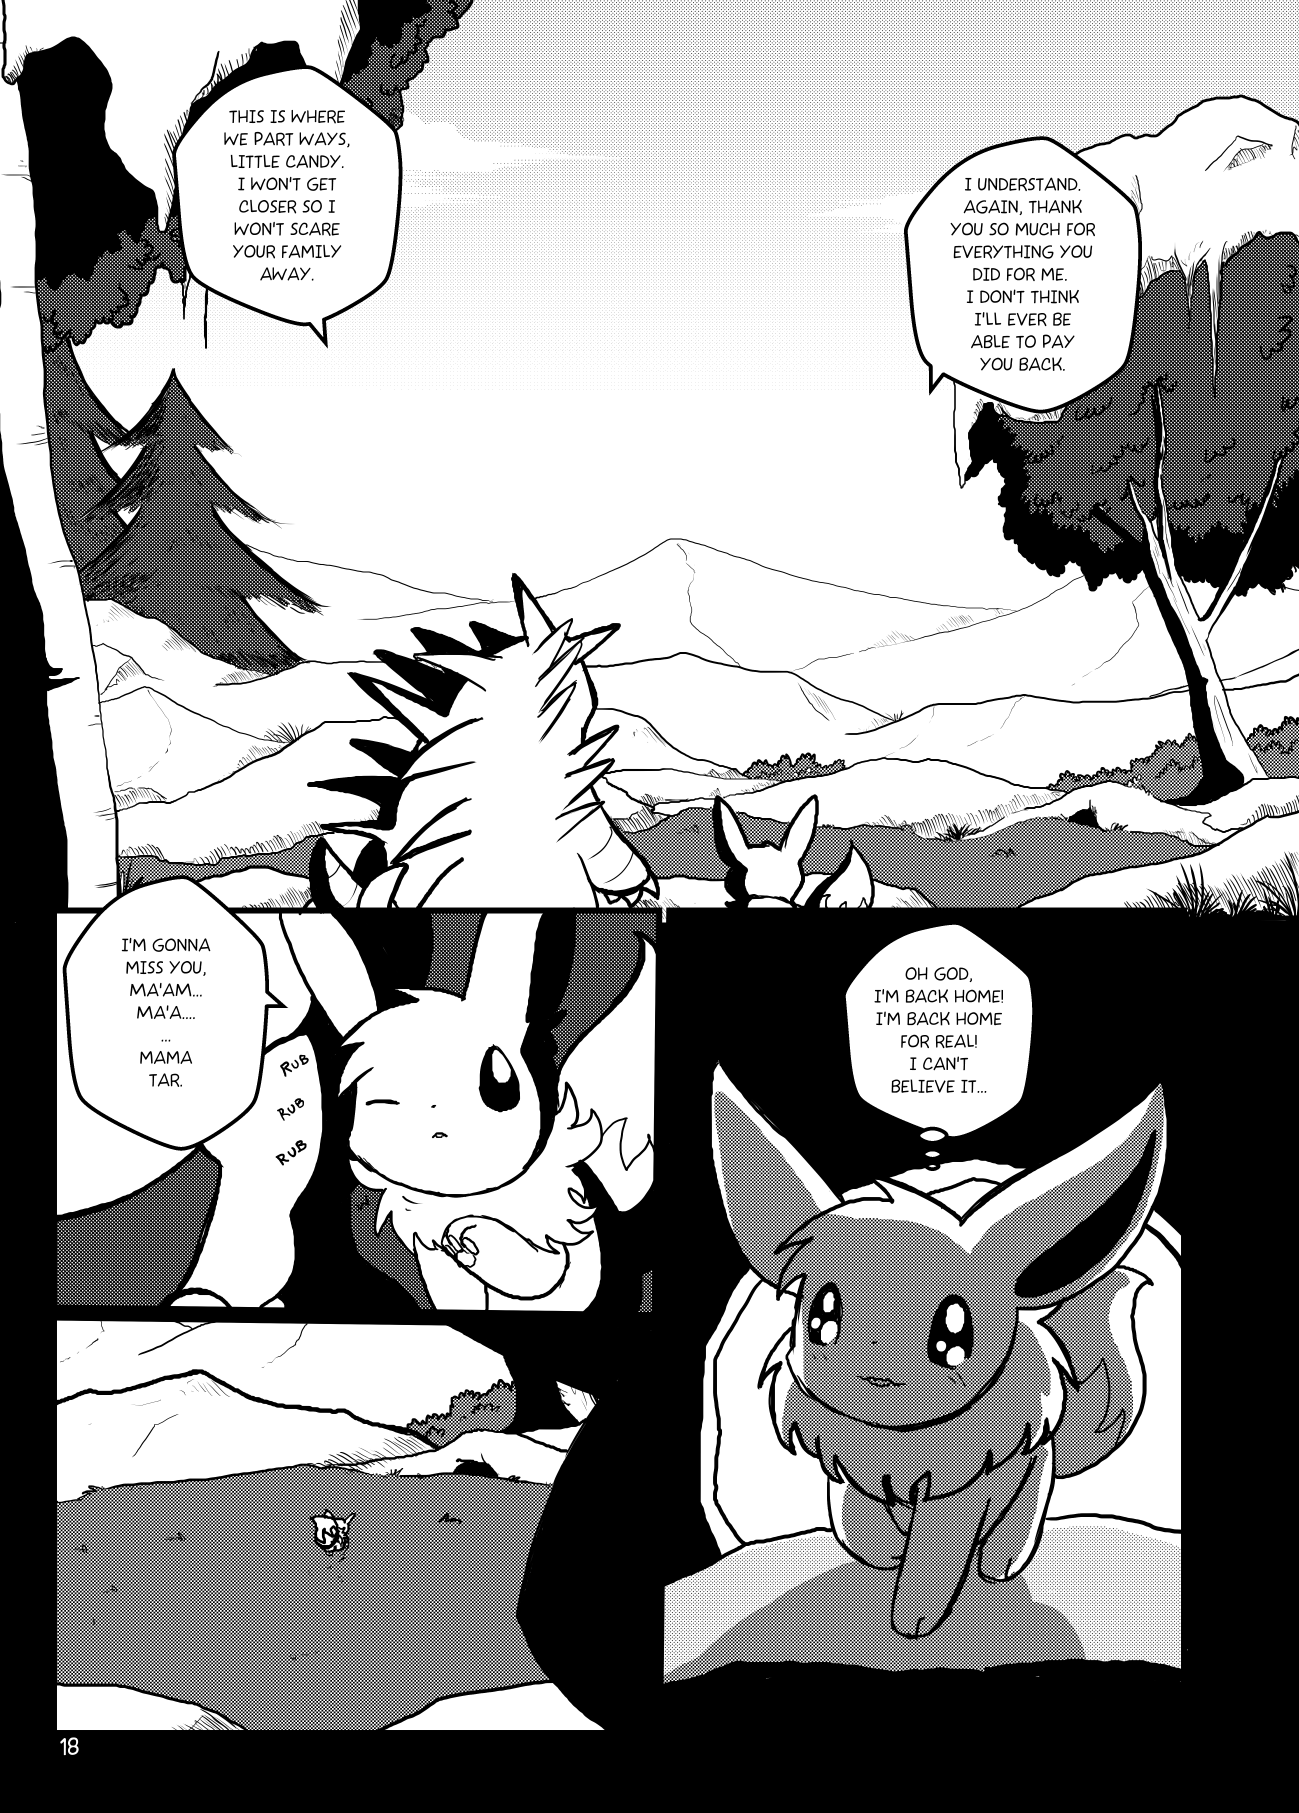 THIS IS WHERE
WE PART WAYS,
LITTLE CANDY.
I WON'T GET
CLOSER SO I
WON'T SCARE
YOUR FAMILY
AWAY.
I UNDERSTAND.
AGAIN, THANK
YOU SO MUCH FOR
EVERYTHING YOU
DID FOR ME.
I DON'T THINK
I'LL EVER BE
ABLE TO PAY
YOU BACK.
I'M GONNA
MISS YOU,
MA'AM...
MA'A....
...
MAMA
TAR.
RUB
RUB
RUB
OH GOD,
I'M BACK HOME!
I'M BACK HOME
FOR REAL!
I CAN'T
BELIEVE IT...
18